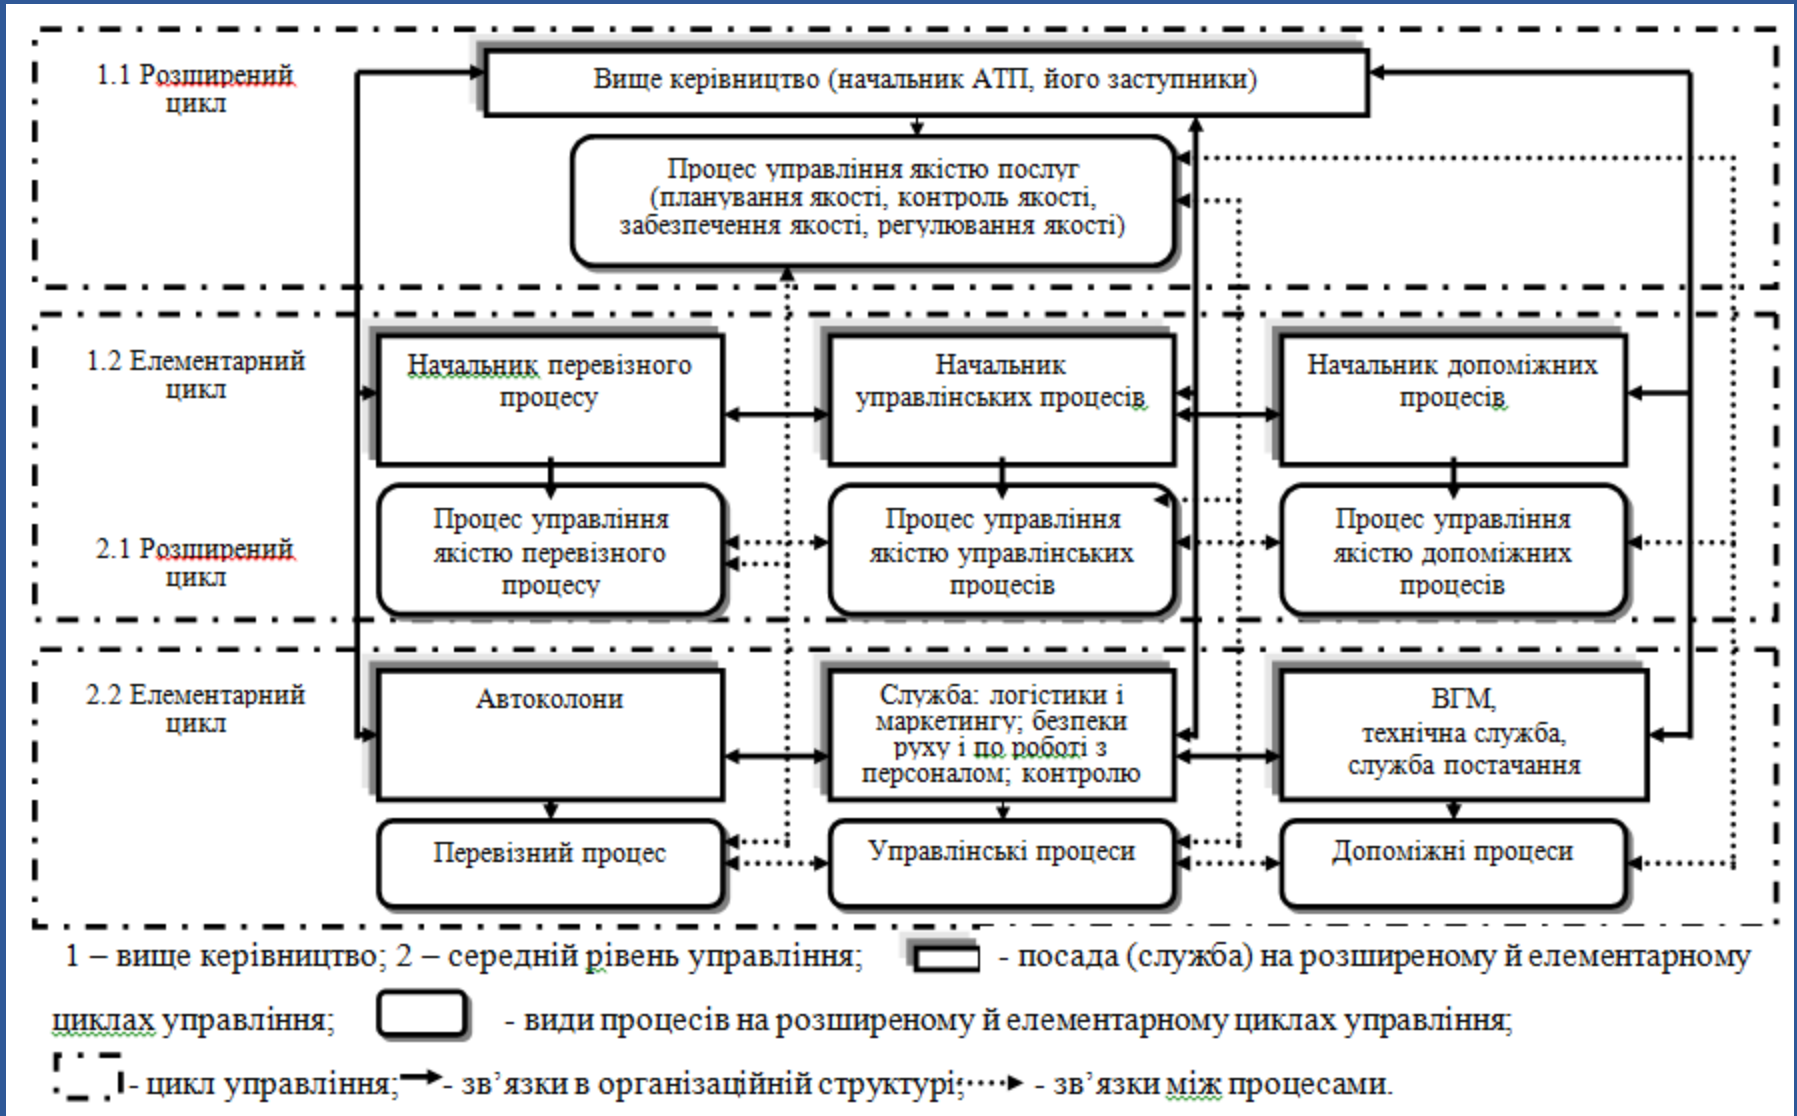 1.1 Розширений
цикл
Вище керівництво (начальник АТП, його заступники)
Процес управління якістю послуг
(планування якості, контроль якості,
забезпечення якості, регулювання якості)
1.2 Елементарний
цикл
Начальник перевізного
процесу
Начальник
управлінських процесів
Начальник допоміжних
процесів
2.1 Розширений
цикл
Процес управління
якістю перевізного
процесу
Процес управління
якістю управлінських
процесів
Процес управління
якістю допоміжних
процесів
2.2 Елементарний
цикл
Автоколони
Служба: логістики і
маркетингу; безпеки
руху і по роботі з
персоналом; контролю
ВГМ,
технічна служба,
служба постачання
Перевізний процес
Управлінські процеси
Допоміжні процеси
1 – вище керівництво; 2 – середній рівень управління; - посада (служба) на розширеному й елементарному
циклах управління; - види процесів на розширеному й елементарному циклах управління;
- цикл управління; - зв’язки в організаційній структурі; - зв’язки між процесами.